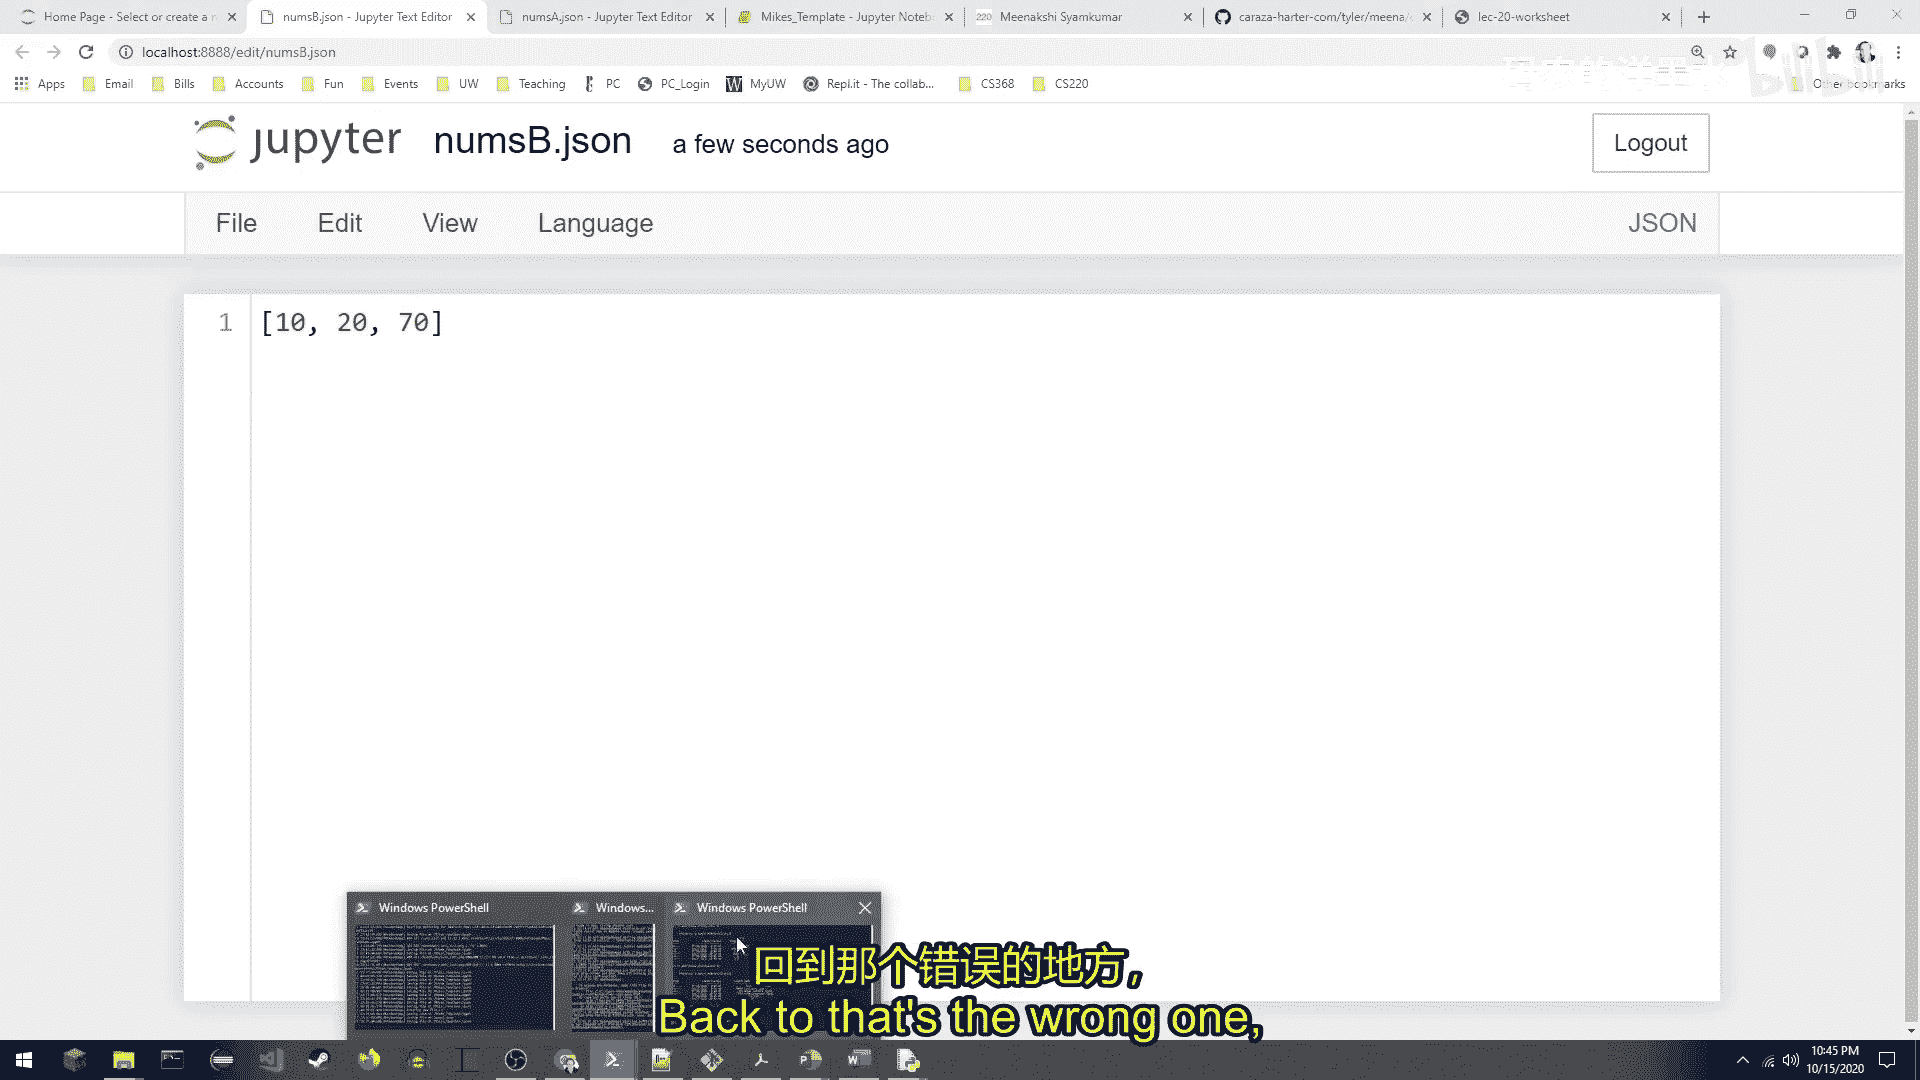 Home Page - Select or create a n
numsB.json - Jupyter Text Editor
numsA.json - Jupyter Text Editor
Mikes_Template - Jupyter Noteb
220 Meenakshi Syamkumar
caraza-harter-com/tyler/meena/
lec-20-worksheet
localhost:8888/edit/numsB.json
Apps Email Bills Accounts Fun Events UW Teaching PC PC_Login MyUW Repl.it - The collab... CS368 CS220 Other bookmarks
jupyter numsB.json a few seconds ago Logout
File Edit View Language JSON
1 [10, 20, 70]
Windows PowerShell Windows... Windows PowerShell
回到那个错误的地方，
Back to that's the wrong one,
10:45 PM
10/15/2020